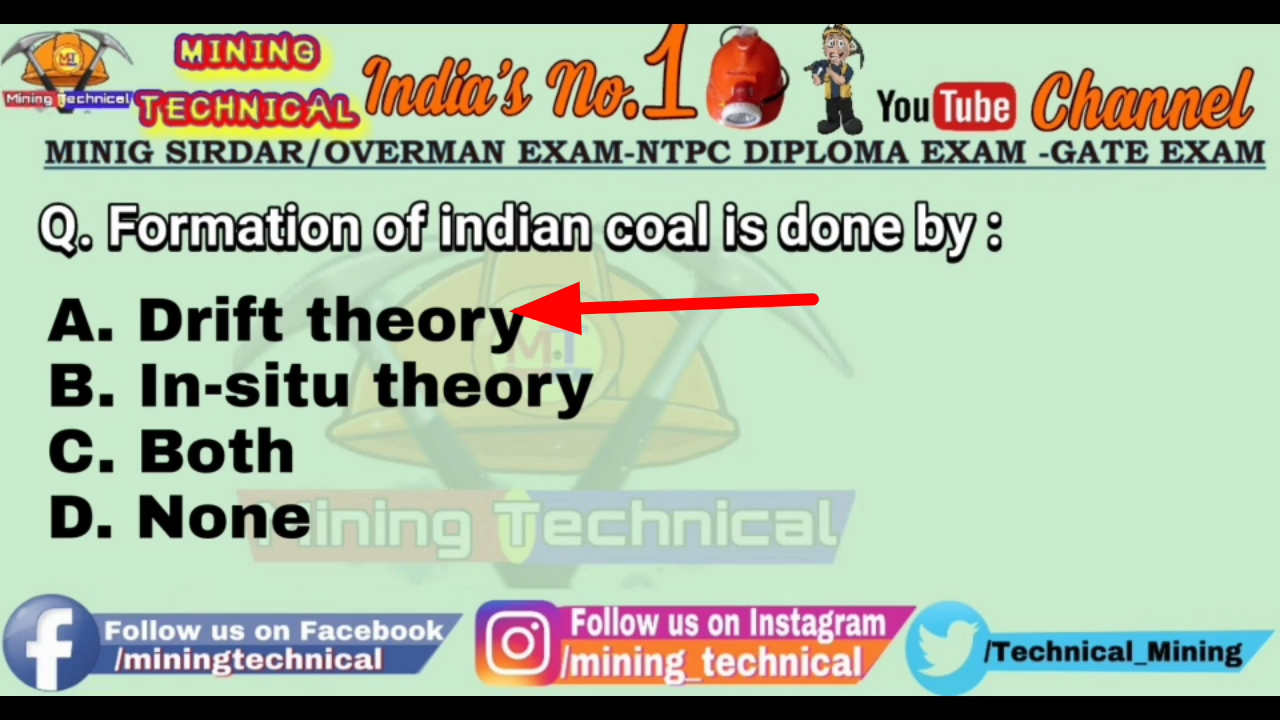 MINING
TECHNICAL
India's No.1
YouTube Channel
MT
Mining Technical
MINIG SIRDAR/OVERMAN EXAM-NTPC DIPLOMA EXAM -GATE EXAM
Q. Formation of indian coal is done by :
A. Drift theory
B. In-situ theory
C. Both
D. None
M.T
Mining Technical
Follow us on Facebook
/miningtechnical
Follow us on Instagram
/mining_technical
/Technical_Mining